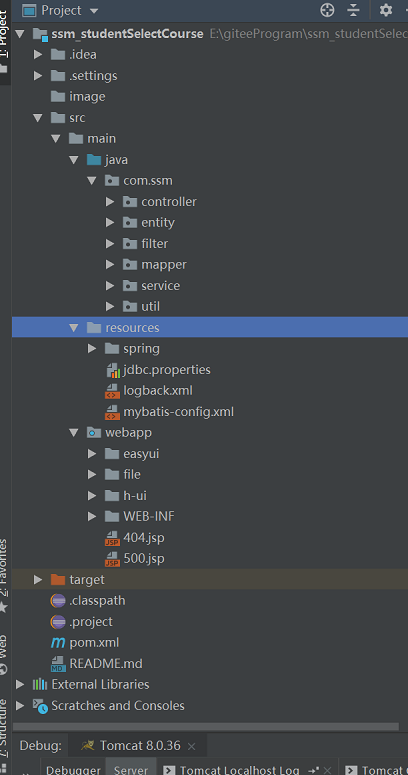 Project
1: Project
ssm_studentSelectCourse E:\giteeProgram\ssm_studentSelec
.idea
.settings
image
src
main
java
com.ssm
controller
entity
filter
mapper
service
util
resources
spring
jdbc.properties
logback.xml
mybatis-config.xml
webapp
easyui
file
h-ui
WEB-INF
404.jsp
500.jsp
target
.classpath
.project
pom.xml
README.md
External Libraries
Scratches and Consoles
2: Favorites
Web
7: Structure
Debug: Tomcat 8.0.36
Debugger Server Tomcat Localhost Log Tom